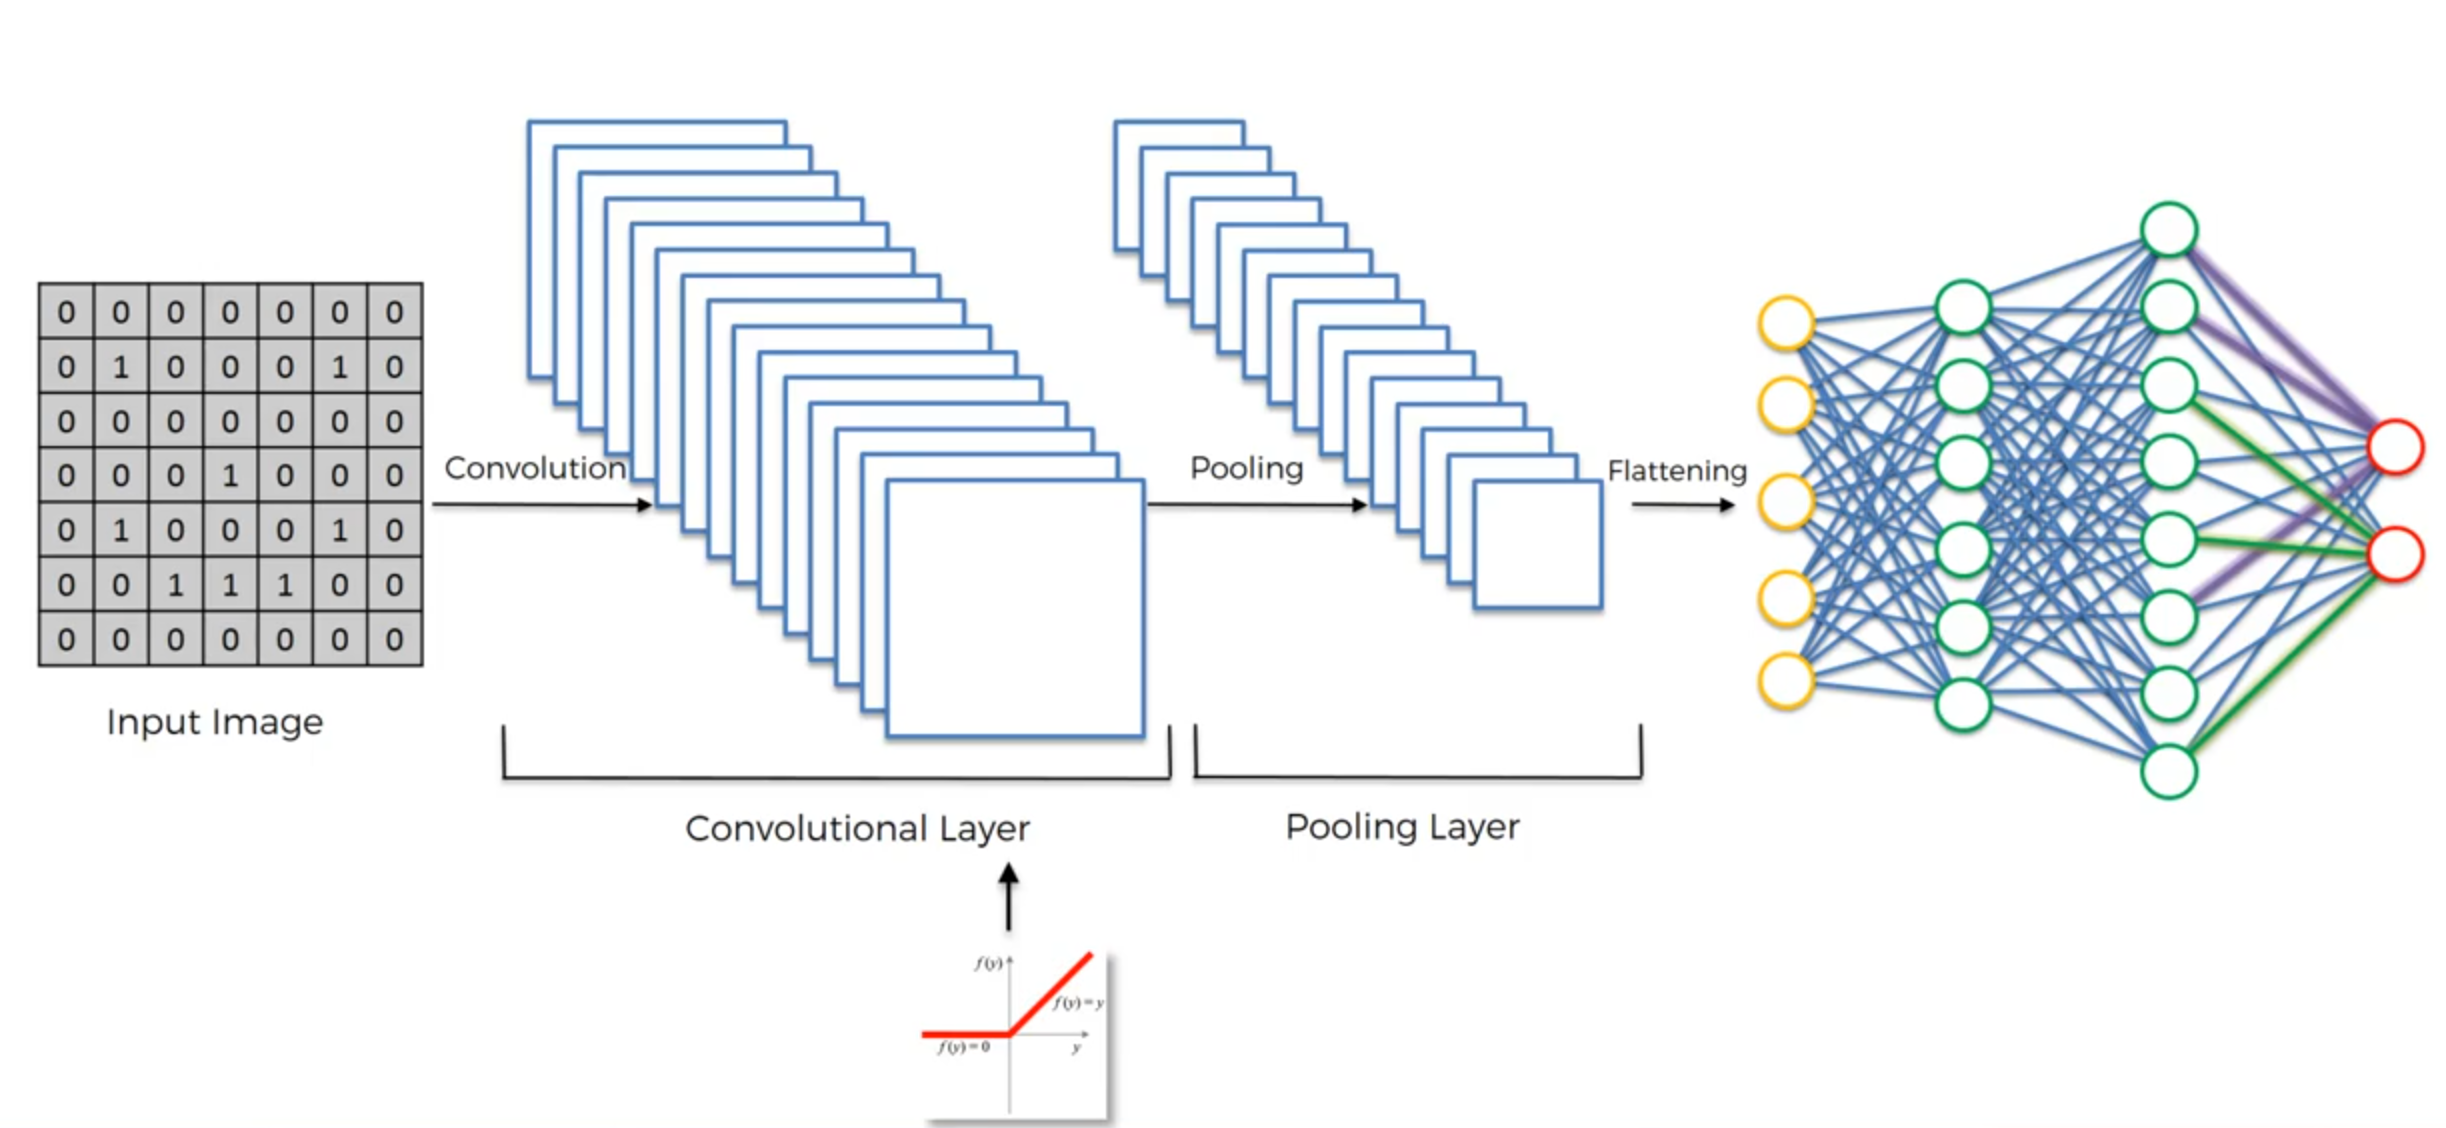 0 0 0 0 0 0 0
0 1 0 0 0 1 0
0 0 0 0 0 0 0
0 0 0 1 0 0 0
0 1 0 0 0 1 0
0 0 1 1 1 0 0
0 0 0 0 0 0 0
Input Image
Convolution
Pooling
Flattening
Convolutional Layer
Pooling Layer
f(y)
f(y)=y
f(y)=0
y